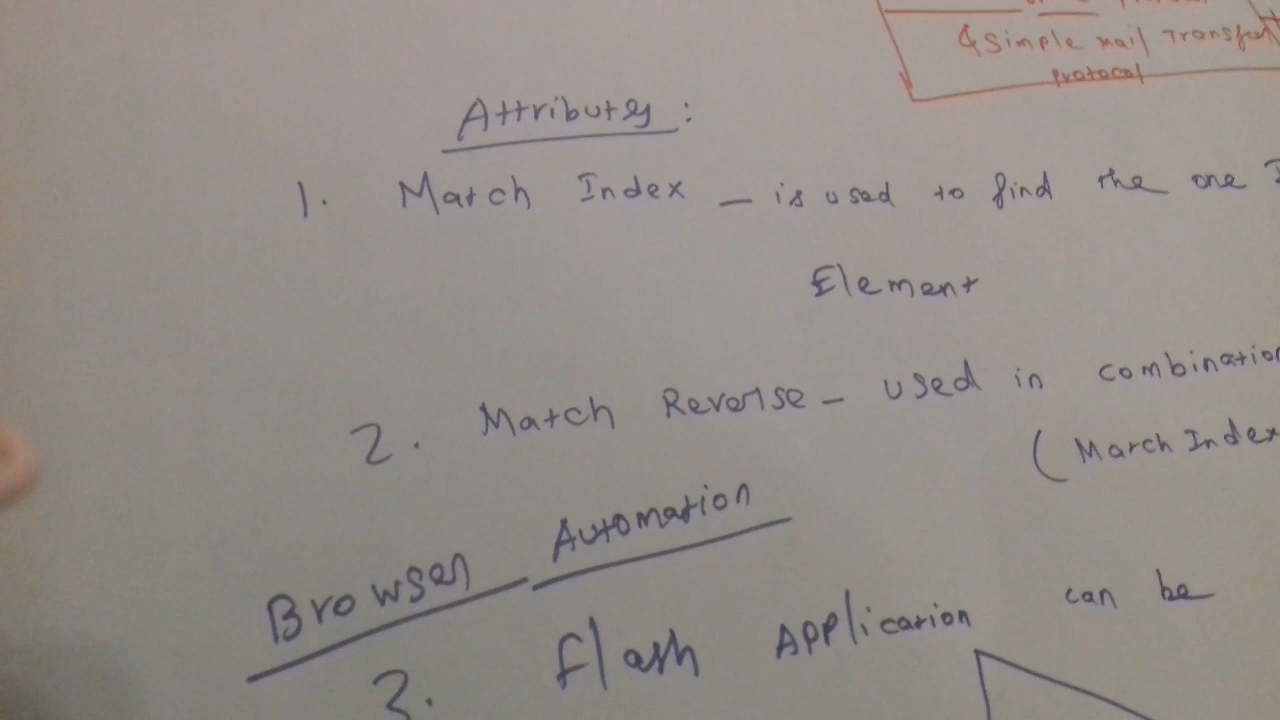 & Simple mail Transfer
protocol
Attributes :
1. Match Index – is used to find the one
Element
2. Match Reverse – used in combination
( March Index
Browser Automation
3. flash Application can be